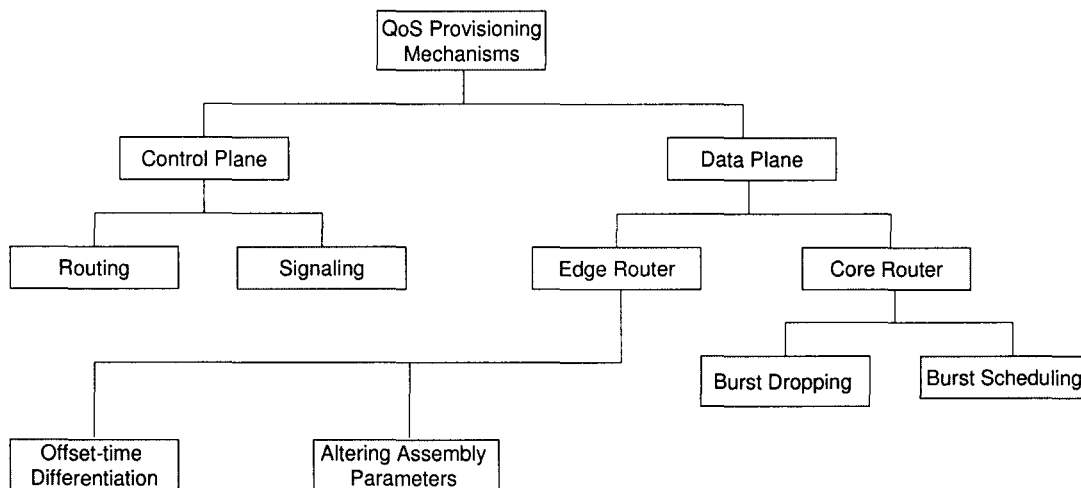 QoS Provisioning
Mechanisms
Control Plane
Data Plane
Routing
Signaling
Edge Router
Core Router
Burst Dropping
Burst Scheduling
Offset-time
Differentiation
Altering Assembly
Parameters